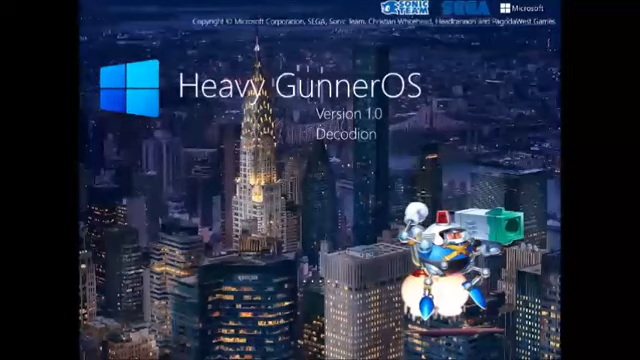 SONIC TEAM
SEGA
Microsoft
Copyright © Microsoft Corporation, SEGA, Sonic Team, Christian Whitehead, Headcannon and PagodaWest Games
Heavy GunnerOS
Version 1.0
Decodion